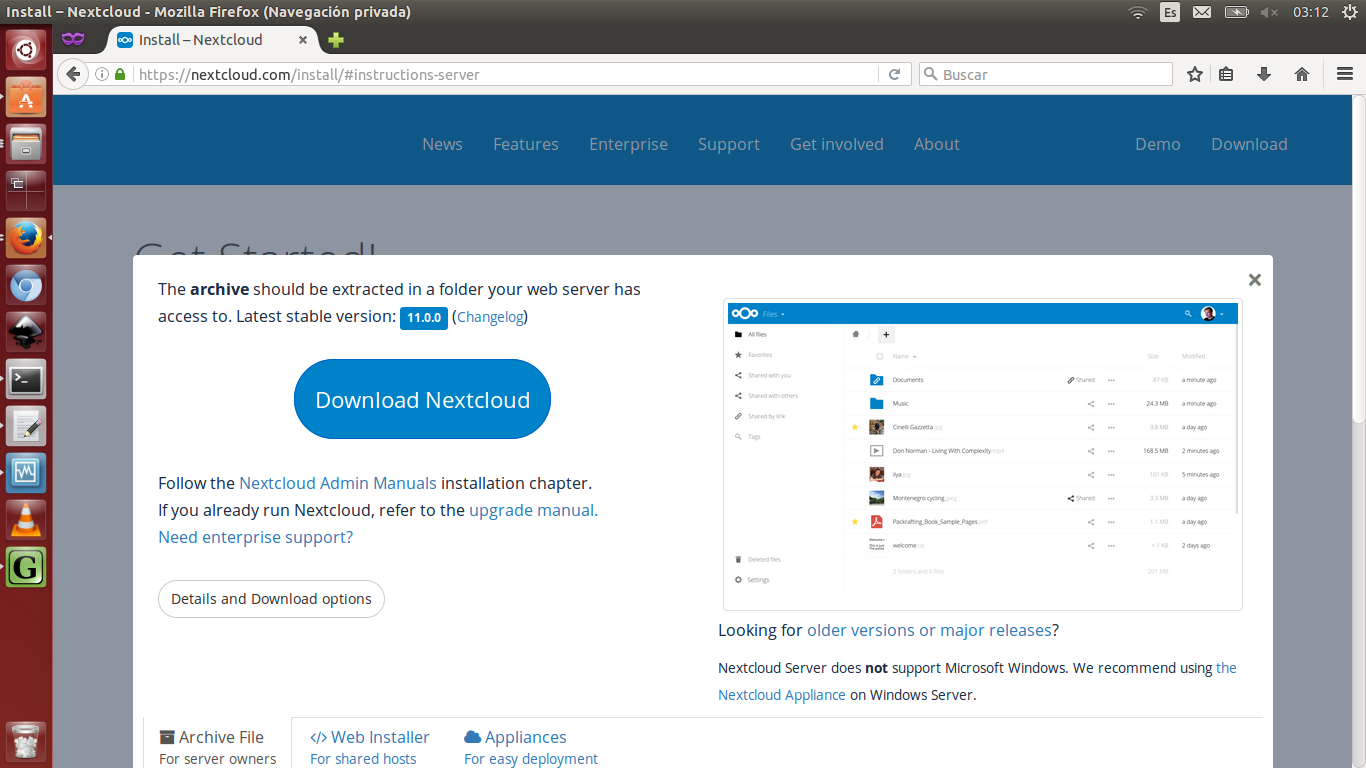 Install – Nextcloud - Mozilla Firefox (Navegación privada)
Es
03:12
Install – Nextcloud
https://nextcloud.com/install/#instructions-server
Buscar
News
Features
Enterprise
Support
Get involved
About
Demo
Download
Get Started!
The archive should be extracted in a folder your web server has
access to. Latest stable version: 11.0.0 (Changelog)
Download Nextcloud
Follow the Nextcloud Admin Manuals installation chapter.
If you already run Nextcloud, refer to the upgrade manual.
Need enterprise support?
Details and Download options
Files
All files
Favorites
Shared with you
Shared with others
Shared by link
Tags
Deleted files
Settings
Name Size Modified
Documents Shared 67 KB a minute ago
Music 24.3 MB a minute ago
Cinelli Gazzetta.jpg 3.8 MB a day ago
Don Norman - Living With Complexity.mp4 168.5 MB 2 minutes ago
ilya.jpg 101 KB 5 minutes ago
Montenegro cycling.jpeg Shared 3.3 MB a day ago
Packrafting_Book_Sample_Pages.pdf 1.1 MB a day ago
welcome.txt < 1 KB 2 days ago
2 folders and 6 files 201 MB
Looking for older versions or major releases?
Nextcloud Server does not support Microsoft Windows. We recommend using the
Nextcloud Appliance on Windows Server.
Archive File
For server owners
Web Installer
For shared hosts
Appliances
For easy deployment